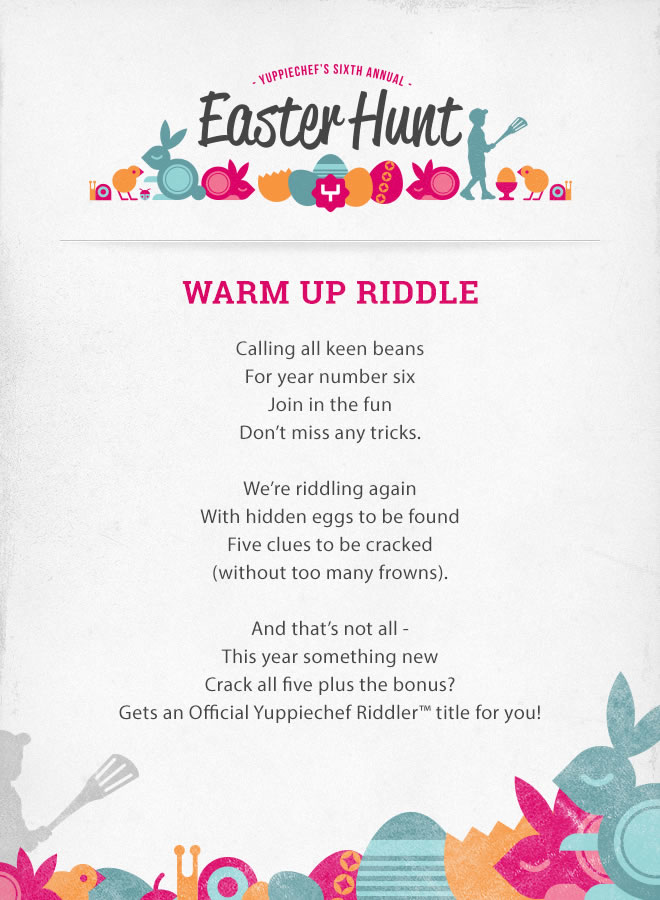 - YUPPIECHEF'S SIXTH ANNUAL -
Easter Hunt
WARM UP RIDDLE
Calling all keen beans
For year number six
Join in the fun
Don't miss any tricks.
We're riddling again
With hidden eggs to be found
Five clues to be cracked
(without too many frowns).
And that's not all -
This year something new
Crack all five plus the bonus?
Gets an Official Yuppiechef Riddler™ title for you!